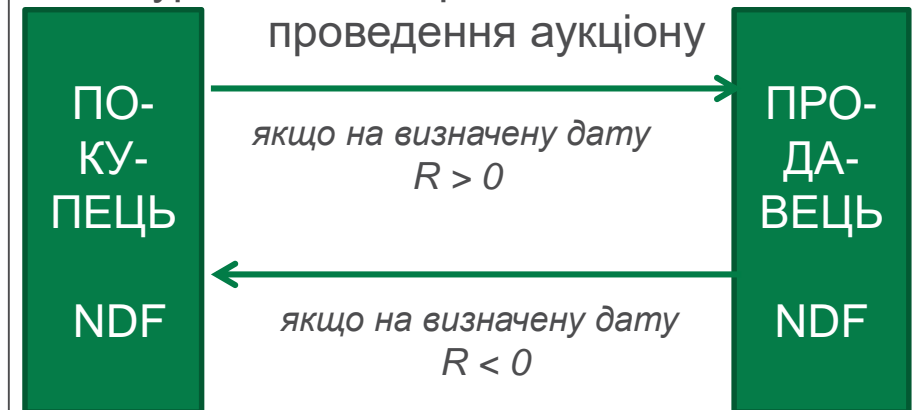 проведення аукціону
ПО-
КУ-
ПЕЦЬ
NDF
якщо на визначену дату
R > 0
якщо на визначену дату
R < 0
ПРО-
ДА-
ВЕЦЬ
NDF